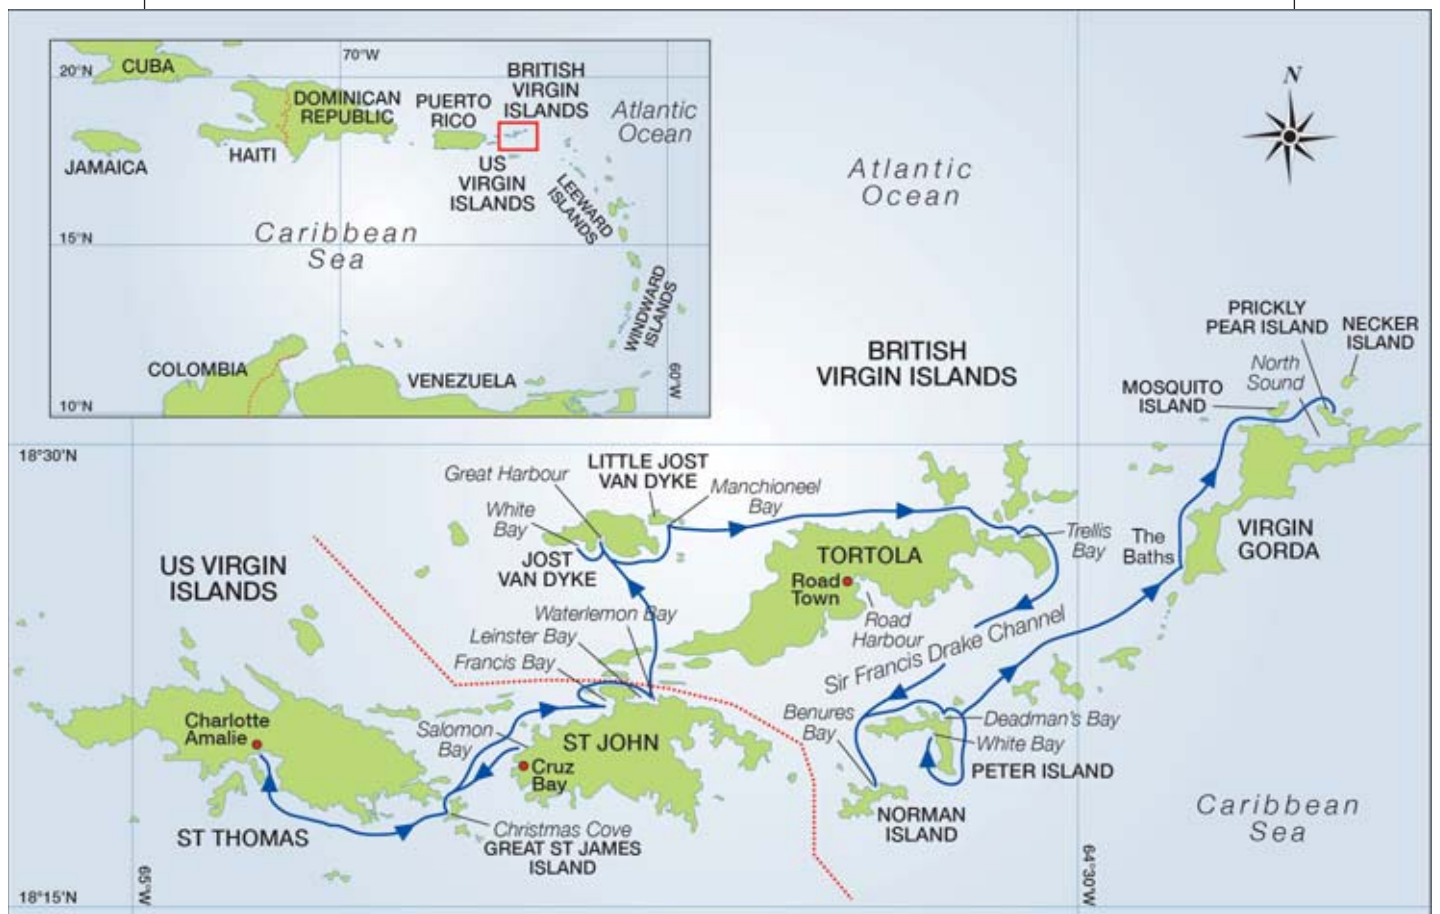 CUBA
20°N
70°W
BRITISH
VIRGIN
ISLANDS
DOMINICAN
REPUBLIC
PUERTO
RICO
Atlantic
Ocean
HAITI
JAMAICA
US
VIRGIN
ISLANDS
LEEWARD
ISLANDS
Caribbean
Sea
15°N
WINDWARD
ISLANDS
COLOMBIA
VENEZUELA
60°W
10°N
N
Atlantic
Ocean
BRITISH
VIRGIN ISLANDS
PRICKLY
PEAR ISLAND
NECKER
ISLAND
North
Sound
MOSQUITO
ISLAND
18°30'N
Great Harbour
LITTLE JOST
VAN DYKE
Manchioneel
Bay
White
Bay
JOST
VAN DYKE
TORTOLA
Road
Town
Road
Harbour
Trellis
Bay
The
Baths
VIRGIN
GORDA
US VIRGIN
ISLANDS
Waterlemon Bay
Leinster Bay
Francis Bay
Sir Francis Drake Channel
Charlotte
Amalie
Salomon
Bay
ST JOHN
Cruz
Bay
Benures
Bay
Deadman's Bay
White Bay
PETER ISLAND
NORMAN
ISLAND
Caribbean
Sea
ST THOMAS
Christmas Cove
GREAT ST JAMES
ISLAND
18°15'N
65°W
64°30'W